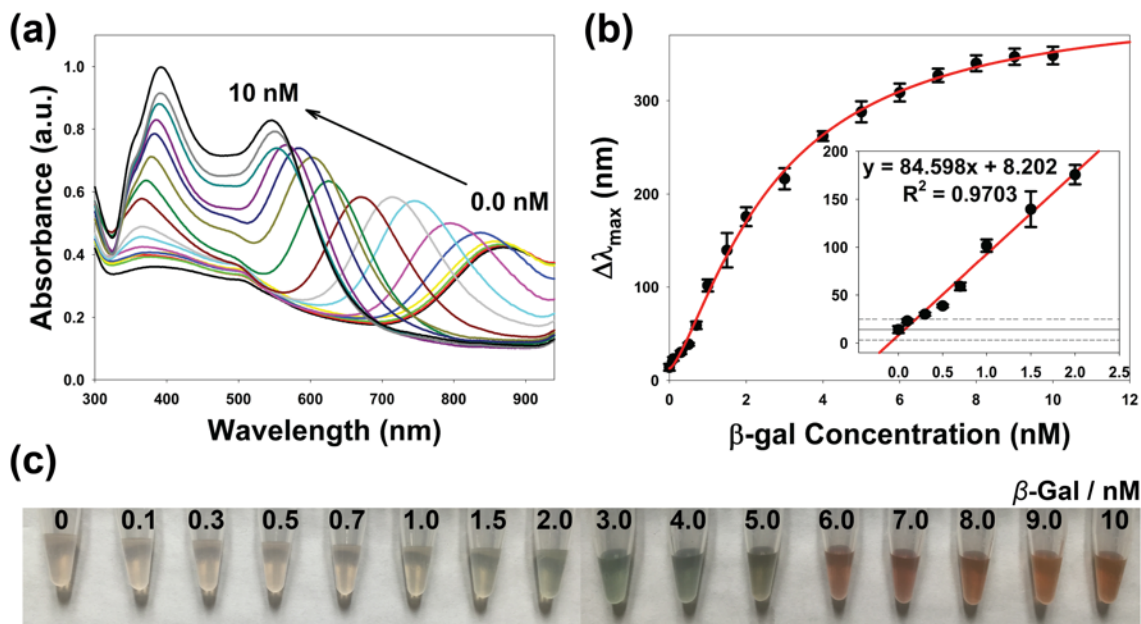 (a)
1.0
0.8
0.6
0.4
0.2
0.0
Absorbance (a.u.)
10 nM
0.0 nM
300 400 500 600 700 800 900
Wavelength (nm)
(b)
300
200
100
0
Δλmax (nm)
y = 84.598x + 8.202
R² = 0.9703
200
150
100
50
0
0.0 0.5 1.0 1.5 2.0 2.5
0 2 4 6 8 10 12
β-gal Concentration (nM)
(c)
β-Gal / nM
0 0.1 0.3 0.5 0.7 1.0 1.5 2.0 3.0 4.0 5.0 6.0 7.0 8.0 9.0 10